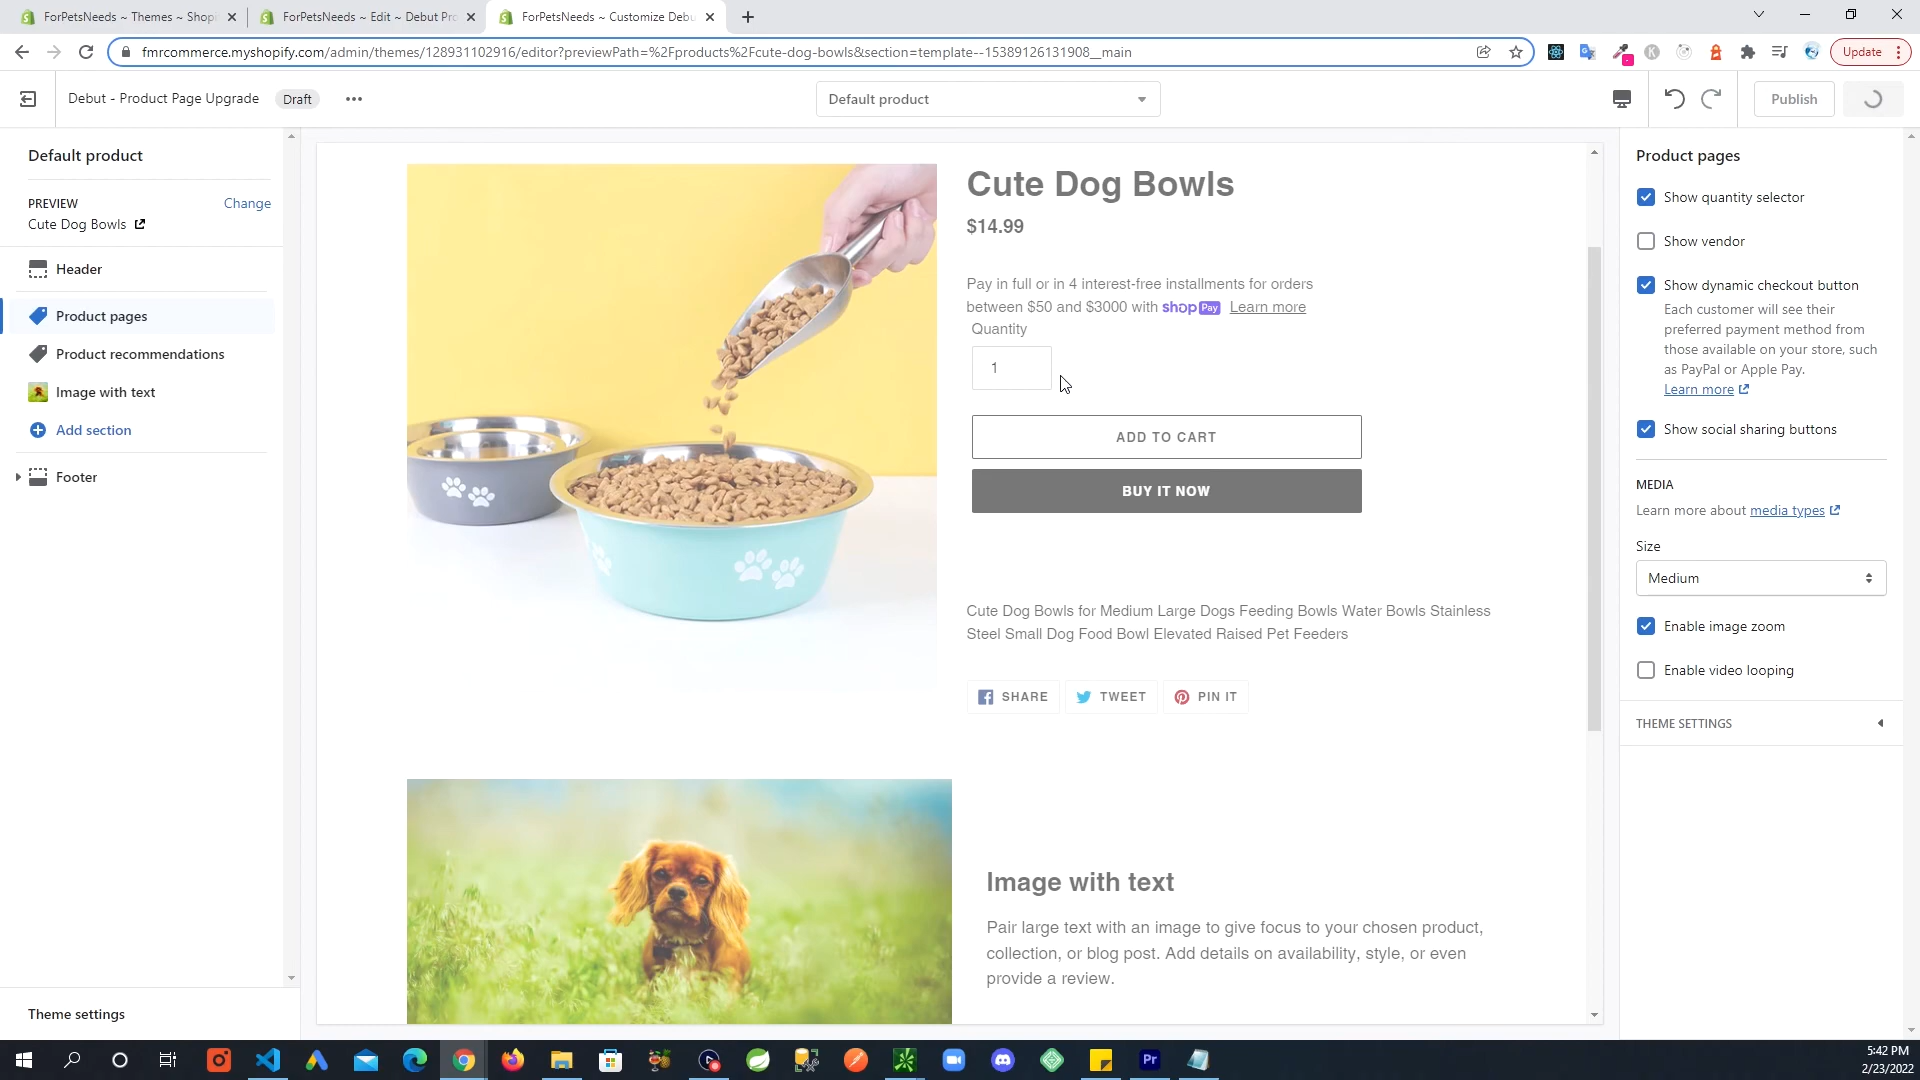 ForPetsNeeds ~ Themes ~ Shopi
ForPetsNeeds ~ Edit ~ Debut Pro
ForPetsNeeds ~ Customize Debu
fmrcommerce.myshopify.com/admin/themes/128931102916/editor?previewPath=%2Fproducts%2Fcute-dog-bowls&section=template--15389126131908__main
Update
Debut - Product Page Upgrade
Draft
Default product
Publish
Default product
PREVIEW
Change
Cute Dog Bowls
Header
Product pages
Product recommendations
Image with text
Add section
Footer
Theme settings
Cute Dog Bowls
$14.99
Pay in full or in 4 interest-free installments for orders
between $50 and $3000 with shop Pay Learn more
Quantity
1
ADD TO CART
BUY IT NOW
Cute Dog Bowls for Medium Large Dogs Feeding Bowls Water Bowls Stainless
Steel Small Dog Food Bowl Elevated Raised Pet Feeders
SHARE
TWEET
PIN IT
Image with text
Pair large text with an image to give focus to your chosen product,
collection, or blog post. Add details on availability, style, or even
provide a review.
Product pages
Show quantity selector
Show vendor
Show dynamic checkout button
Each customer will see their
preferred payment method from
those available on your store, such
as PayPal or Apple Pay.
Learn more
Show social sharing buttons
MEDIA
Learn more about media types
Size
Medium
Enable image zoom
Enable video looping
THEME SETTINGS
Pr
5:42 PM
2/23/2022